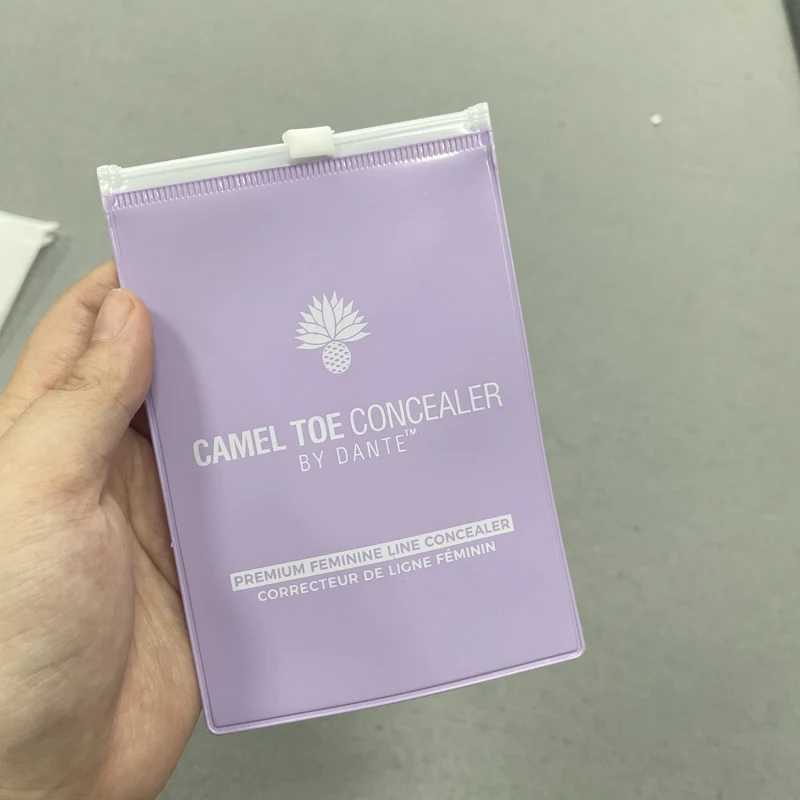 CAMEL TOE CONCEALER
BY DANTE™
PREMIUM FEMININE LINE CONCEALER
CORRECTEUR DE LIGNE FÉMININ